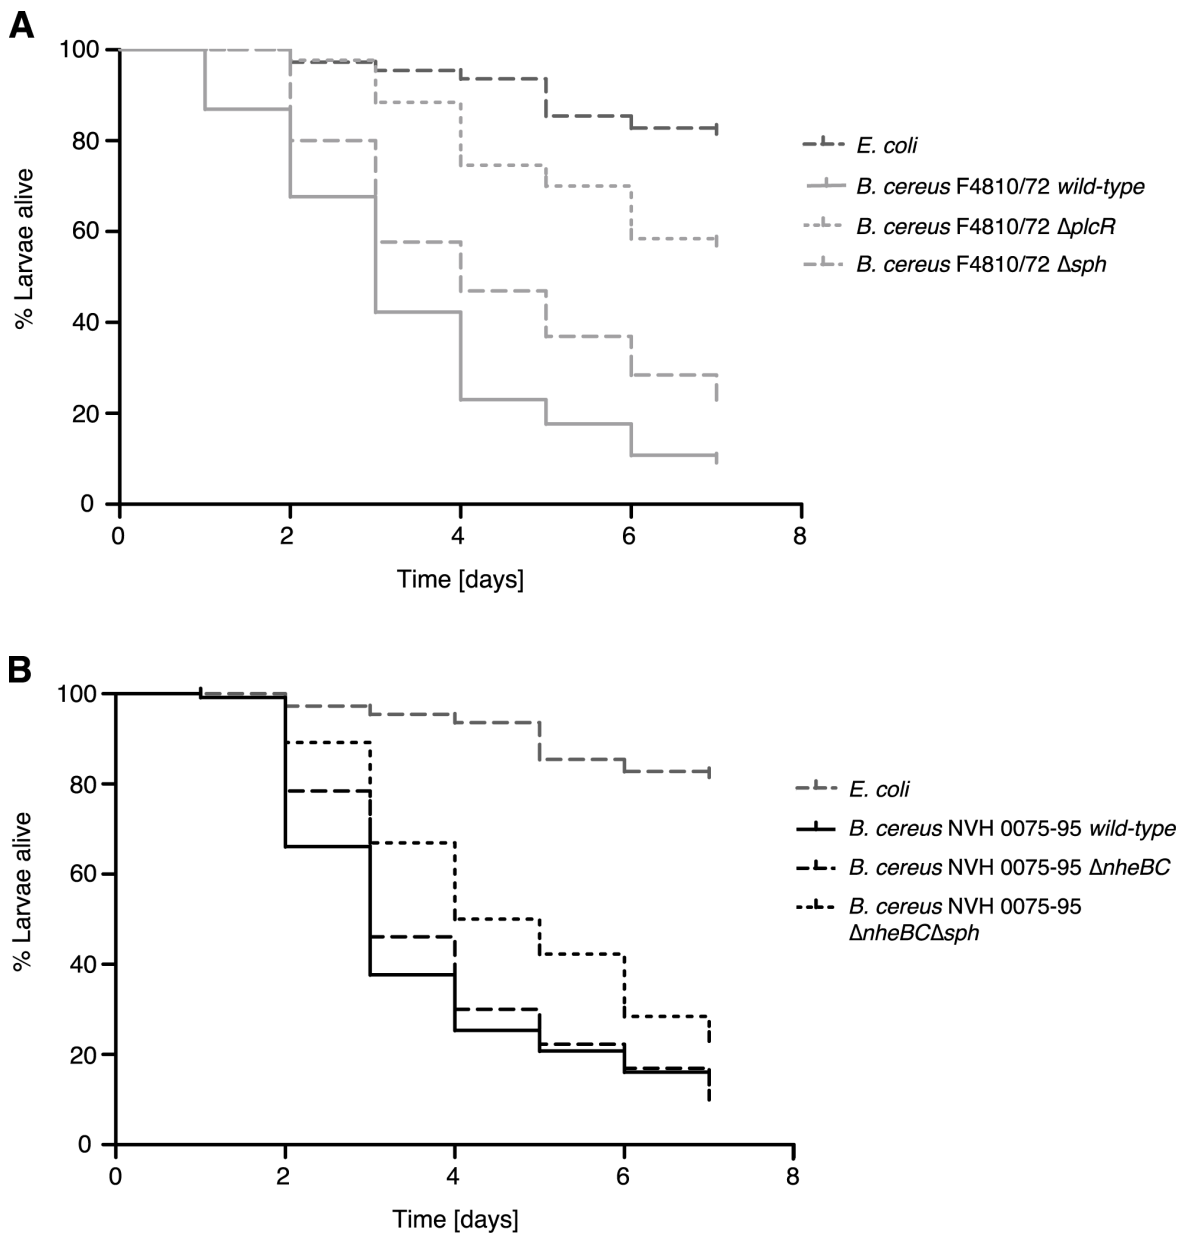 A
% Larvae alive
100
80
60
40
20
0
0 2 4 6 8
Time [days]
E. coli
B. cereus F4810/72 wild-type
B. cereus F4810/72 ΔplcR
B. cereus F4810/72 Δsph
B
% Larvae alive
100
80
60
40
20
0
0 2 4 6 8
Time [days]
E. coli
B. cereus NVH 0075-95 wild-type
B. cereus NVH 0075-95 ΔnheBC
B. cereus NVH 0075-95
ΔnheBCΔsph